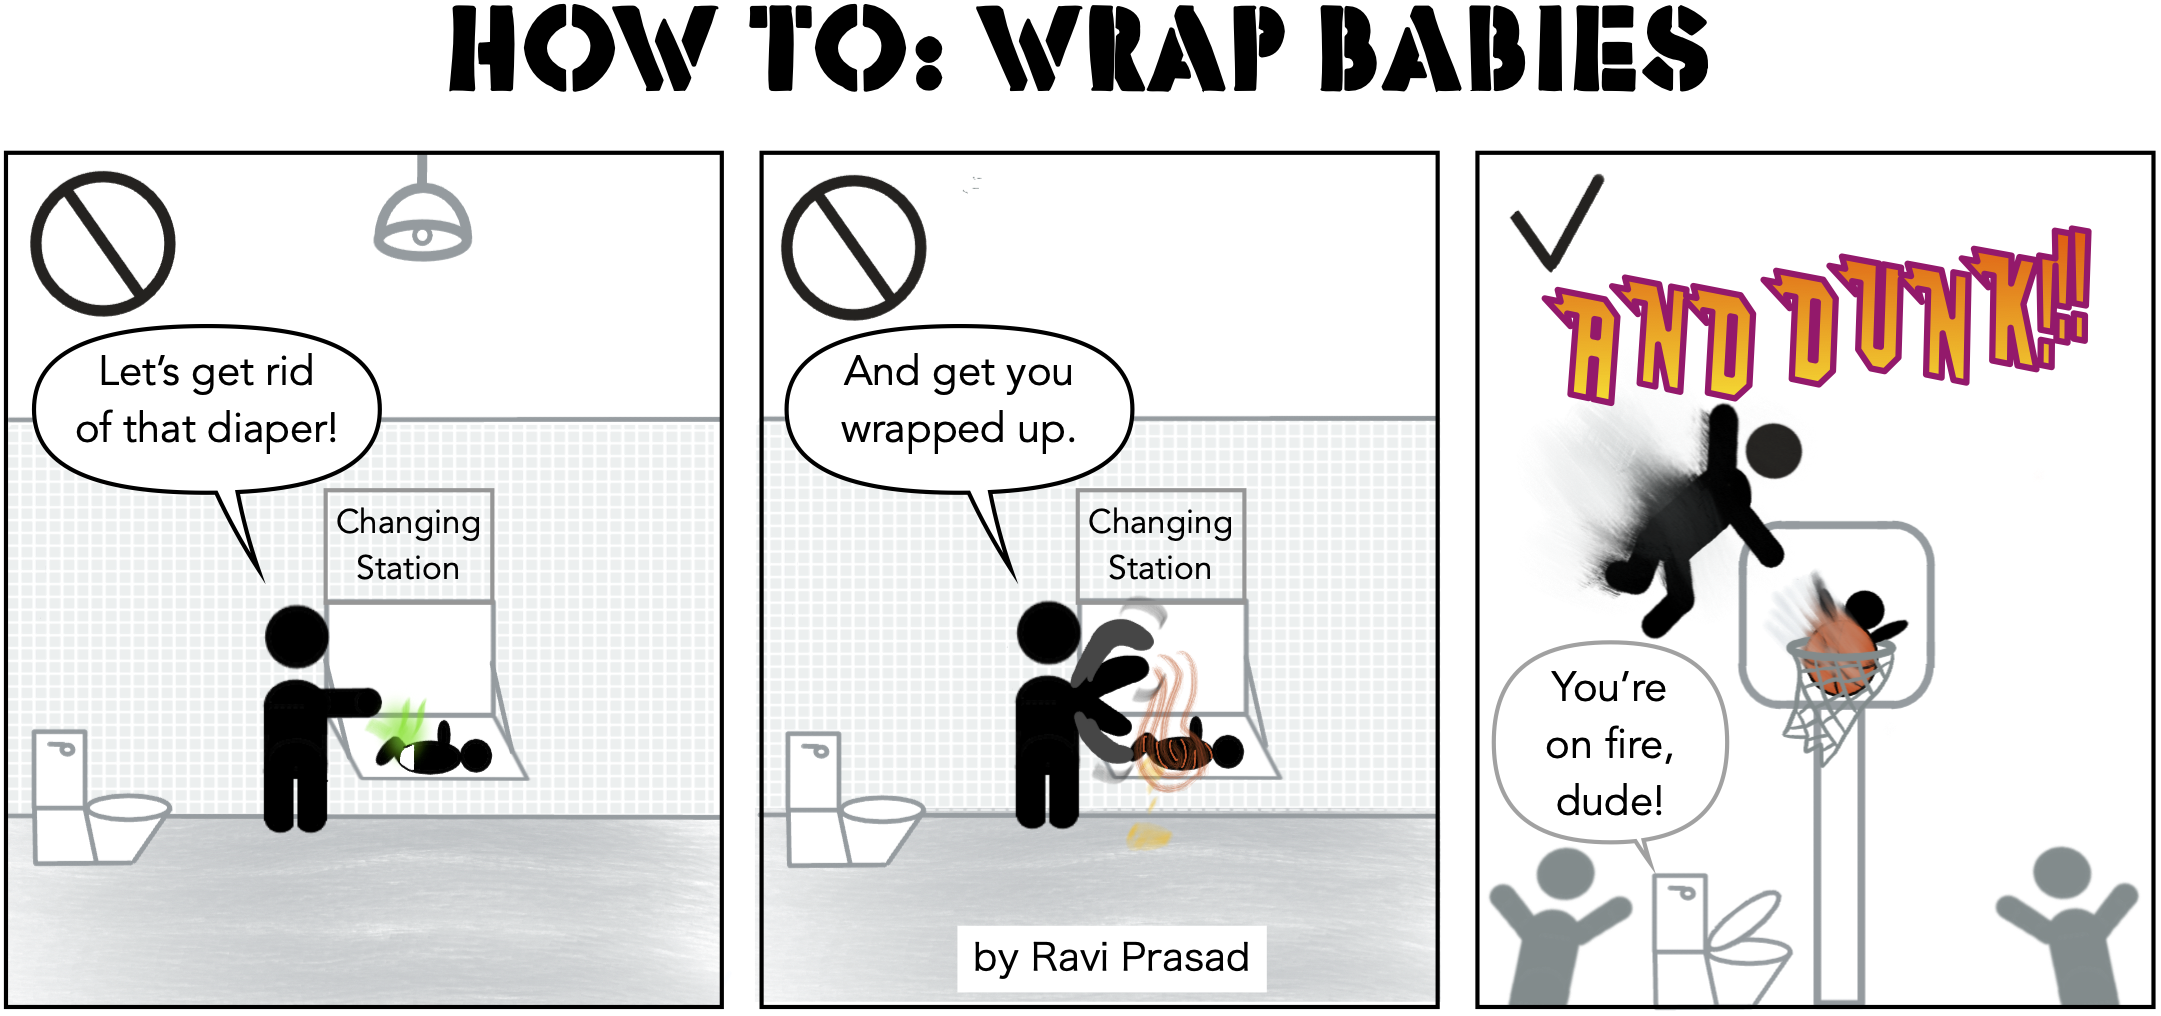 HOW TO: WRAP BABIES
Let's get rid
of that diaper!
Changing
Station
And get you
wrapped up.
Changing
Station
by Ravi Prasad
AND DUNK!!!
You're
on fire,
dude!